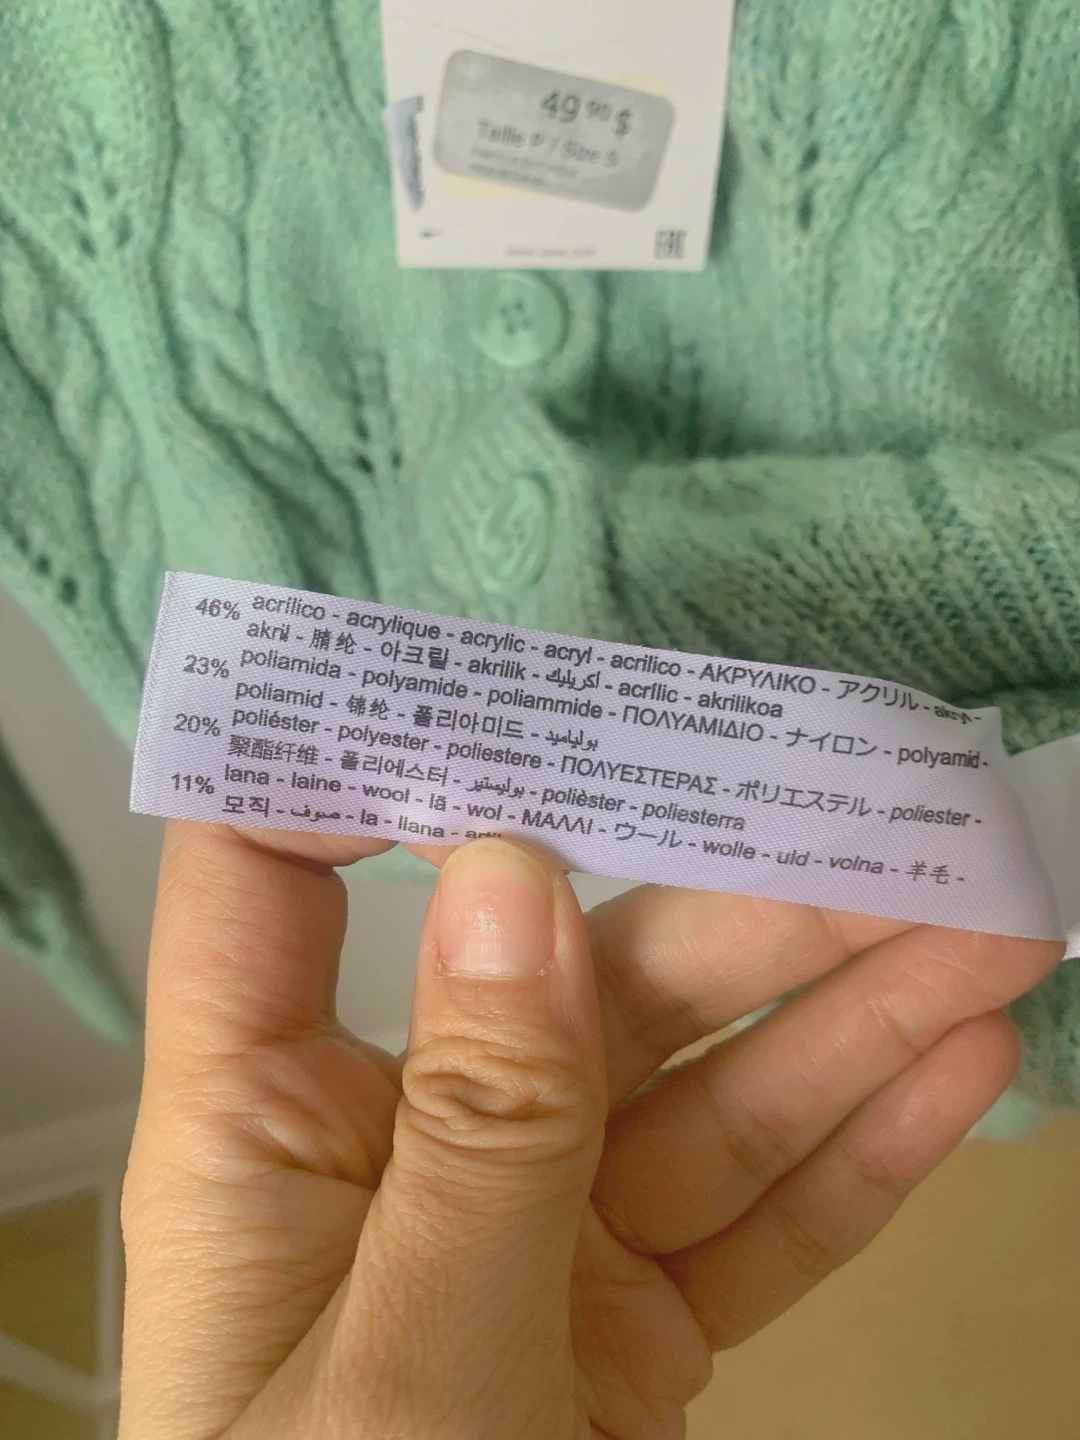 49 90 $
Taille P / Size S
EAC
46% acrílico - acrylique - acrylic - acryl - acrilico - ΑΚΡΥΛΙΚΟ - アクリル - akryl -
akril - 腈纶 - 아크릴 - akrilik - اكريليك - acrílic - akrilikoa
23% poliamida - polyamide - poliammide - ΠΟΛΥΑΜΙΔΙΟ - ナイロン - polyamid -
poliamid - 锦纶 - 폴리아미드 - بولياميد
20% poliéster - polyester - poliestere - ΠΟΛΥΕΣΤΕΡΑΣ - ポリエステル - poliester -
聚酯纤维 - 폴리에스터 - بوليستير - polièster - poliesterra
11% lana - laine - wool - lã - wol - ΜΑΛΛΙ - ウール - wolle - uld - volna - 羊毛 -
모직 - صوف - la - llana -